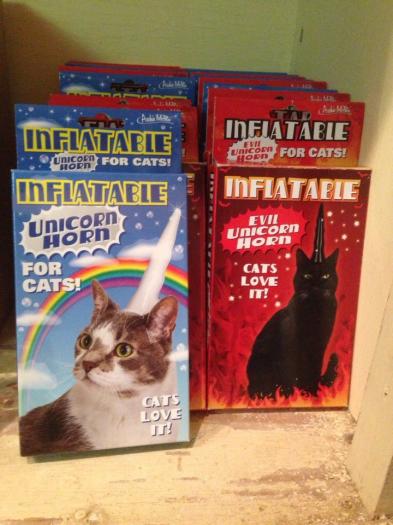 INFLATABLE
UNICORN
HORN
FOR CATS!
INFLATABLE
UNICORN
HORN
FOR
CATS!
CATS
LOVE
IT!
INFLATABLE
EVIL
UNICORN
HORN
FOR CATS!
INFLATABLE
EVIL
UNICORN
HORN
CATS
LOVE
IT!